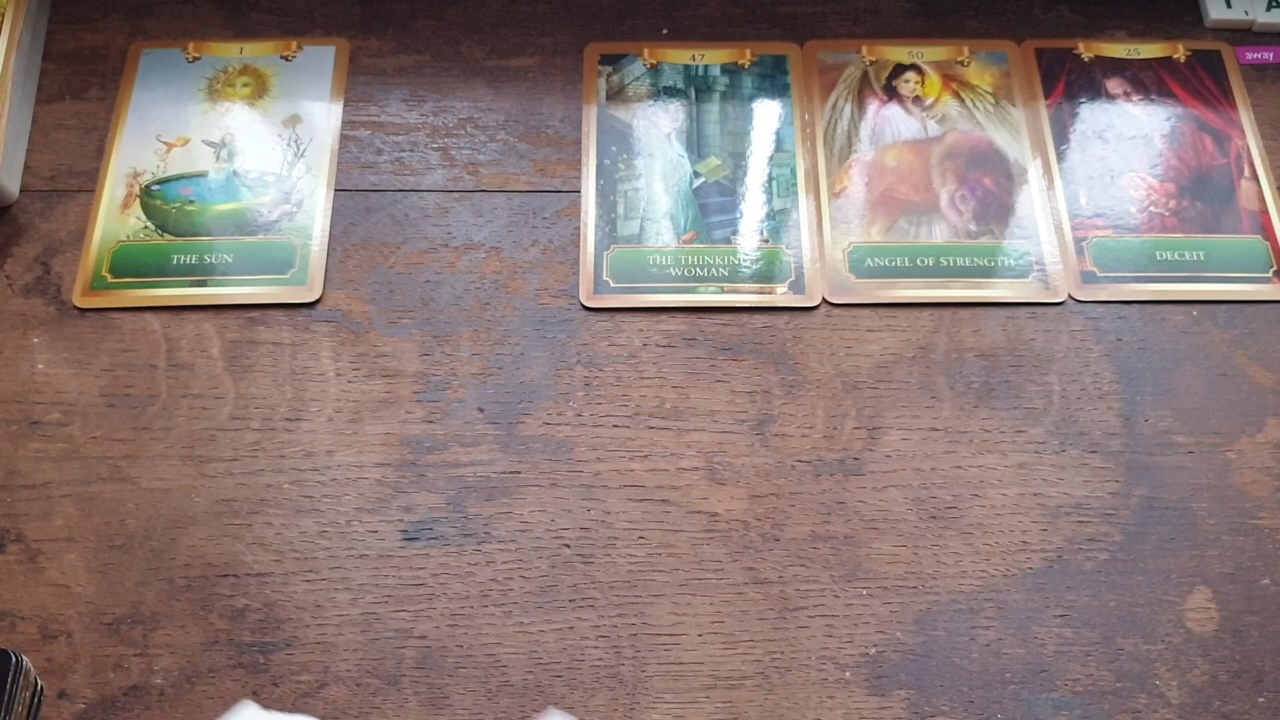 1
THE SUN
47
THE THINKING
WOMAN
50
ANGEL OF STRENGTH
25
DECEIT
away
T
A